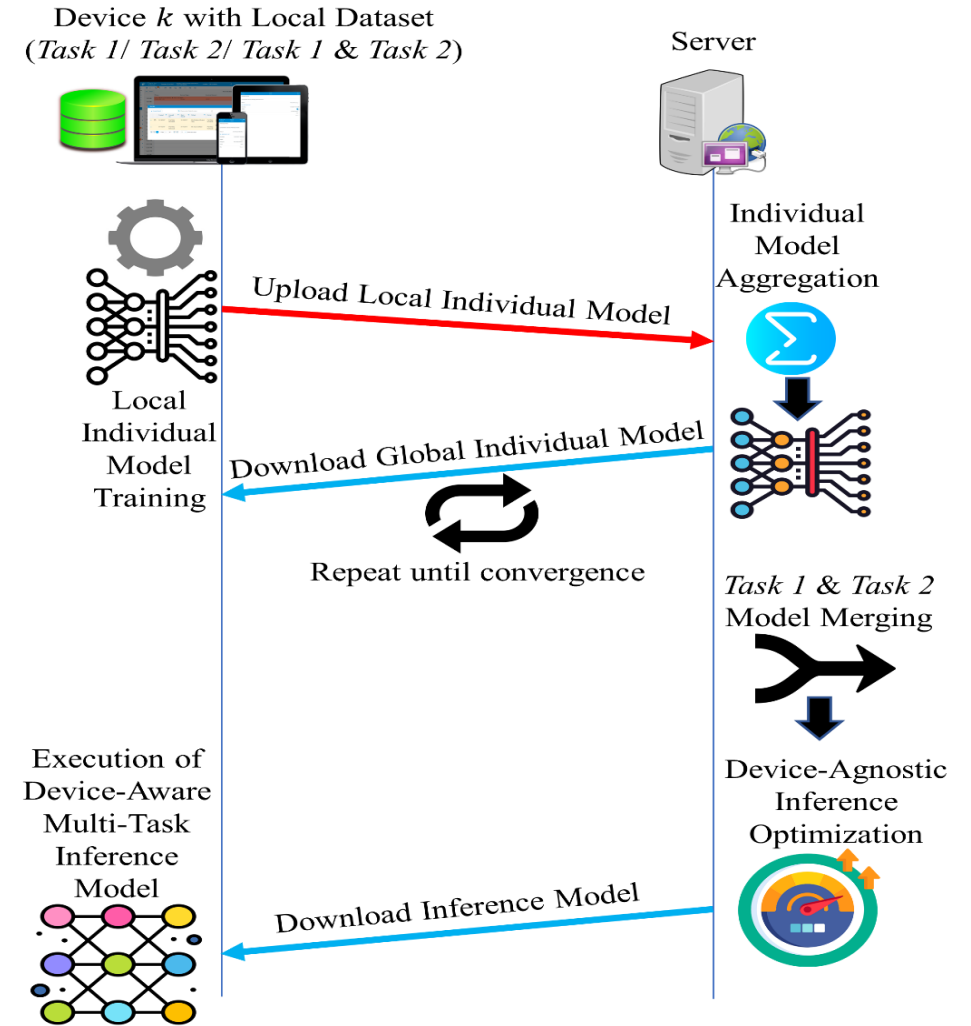 Device k with Local Dataset
(Task 1/ Task 2/ Task 1 & Task 2)
Server
Individual
Model
Aggregation
Upload Local Individual Model
Local
Individual
Model
Training
Download Global Individual Model
Repeat until convergence
Task 1 & Task 2
Model Merging
Device-Agnostic
Inference
Optimization
Execution of
Device-Aware
Multi-Task
Inference
Model
Download Inference Model